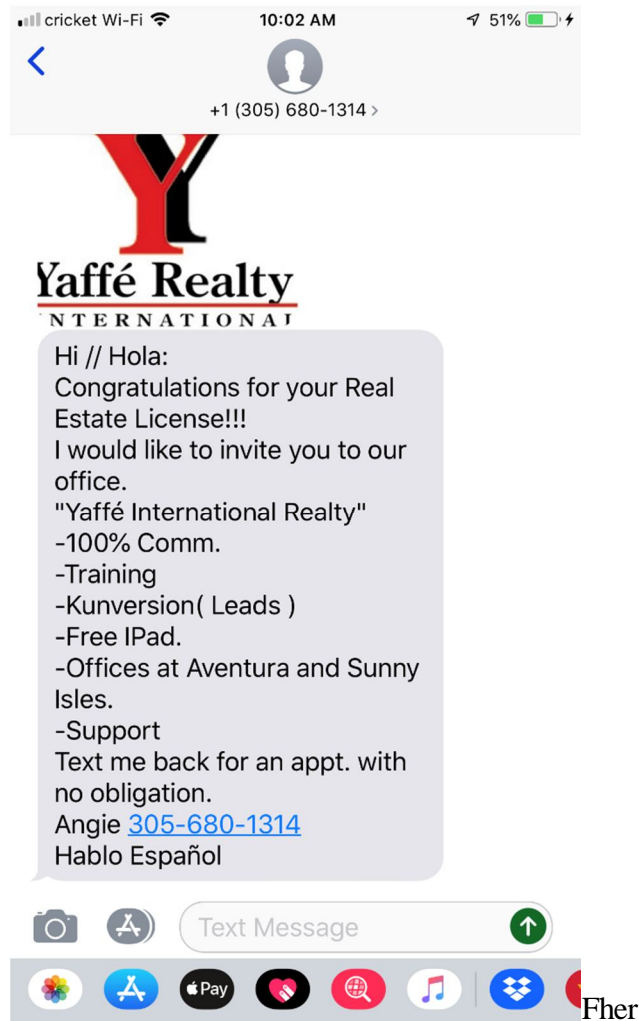 cricket Wi-Fi 10:02 AM 51%
+1 (305) 680-1314 >
Y
Yaffé Realty
INTERNATIONAL
Hi // Hola:
Congratulations for your Real
Estate License!!!
I would like to invite you to our
office.
"Yaffé International Realty"
-100% Comm.
-Training
-Kunversion( Leads )
-Free IPad.
-Offices at Aventura and Sunny
Isles.
-Support
Text me back for an appt. with
no obligation.
Angie 305-680-1314
Hablo Español
Text Message
Pay
Fher